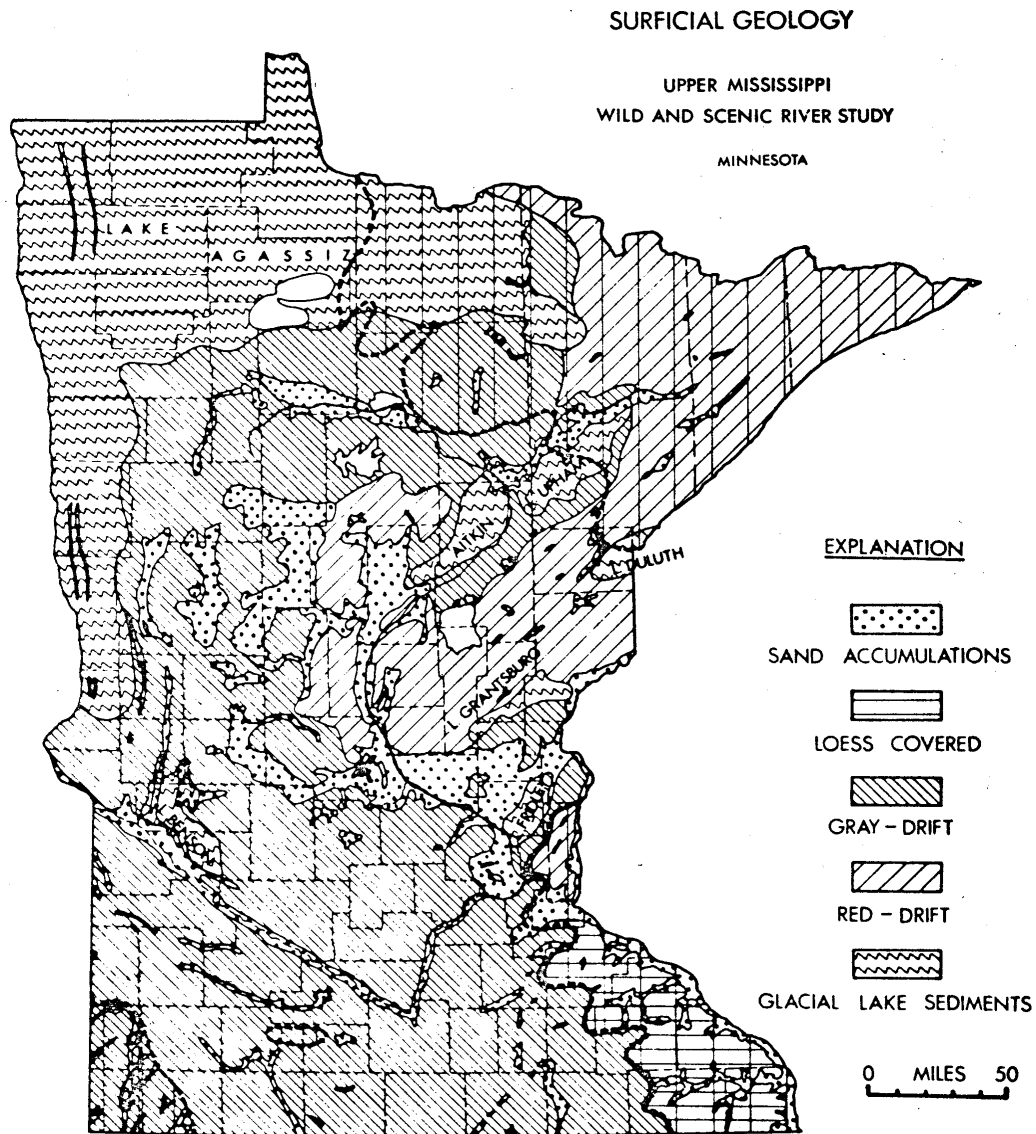 SURFICIAL GEOLOGY
UPPER MISSISSIPPI
WILD AND SCENIC RIVER STUDY
MINNESOTA
LAKE
AGASSIZ
UPHAM
AITKIN
L. DULUTH
L. GRANTSBURG
FRIDLEY
BENSON
EXPLANATION
SAND ACCUMULATIONS
LOESS COVERED
GRAY - DRIFT
RED - DRIFT
GLACIAL LAKE SEDIMENTS
0 MILES 50